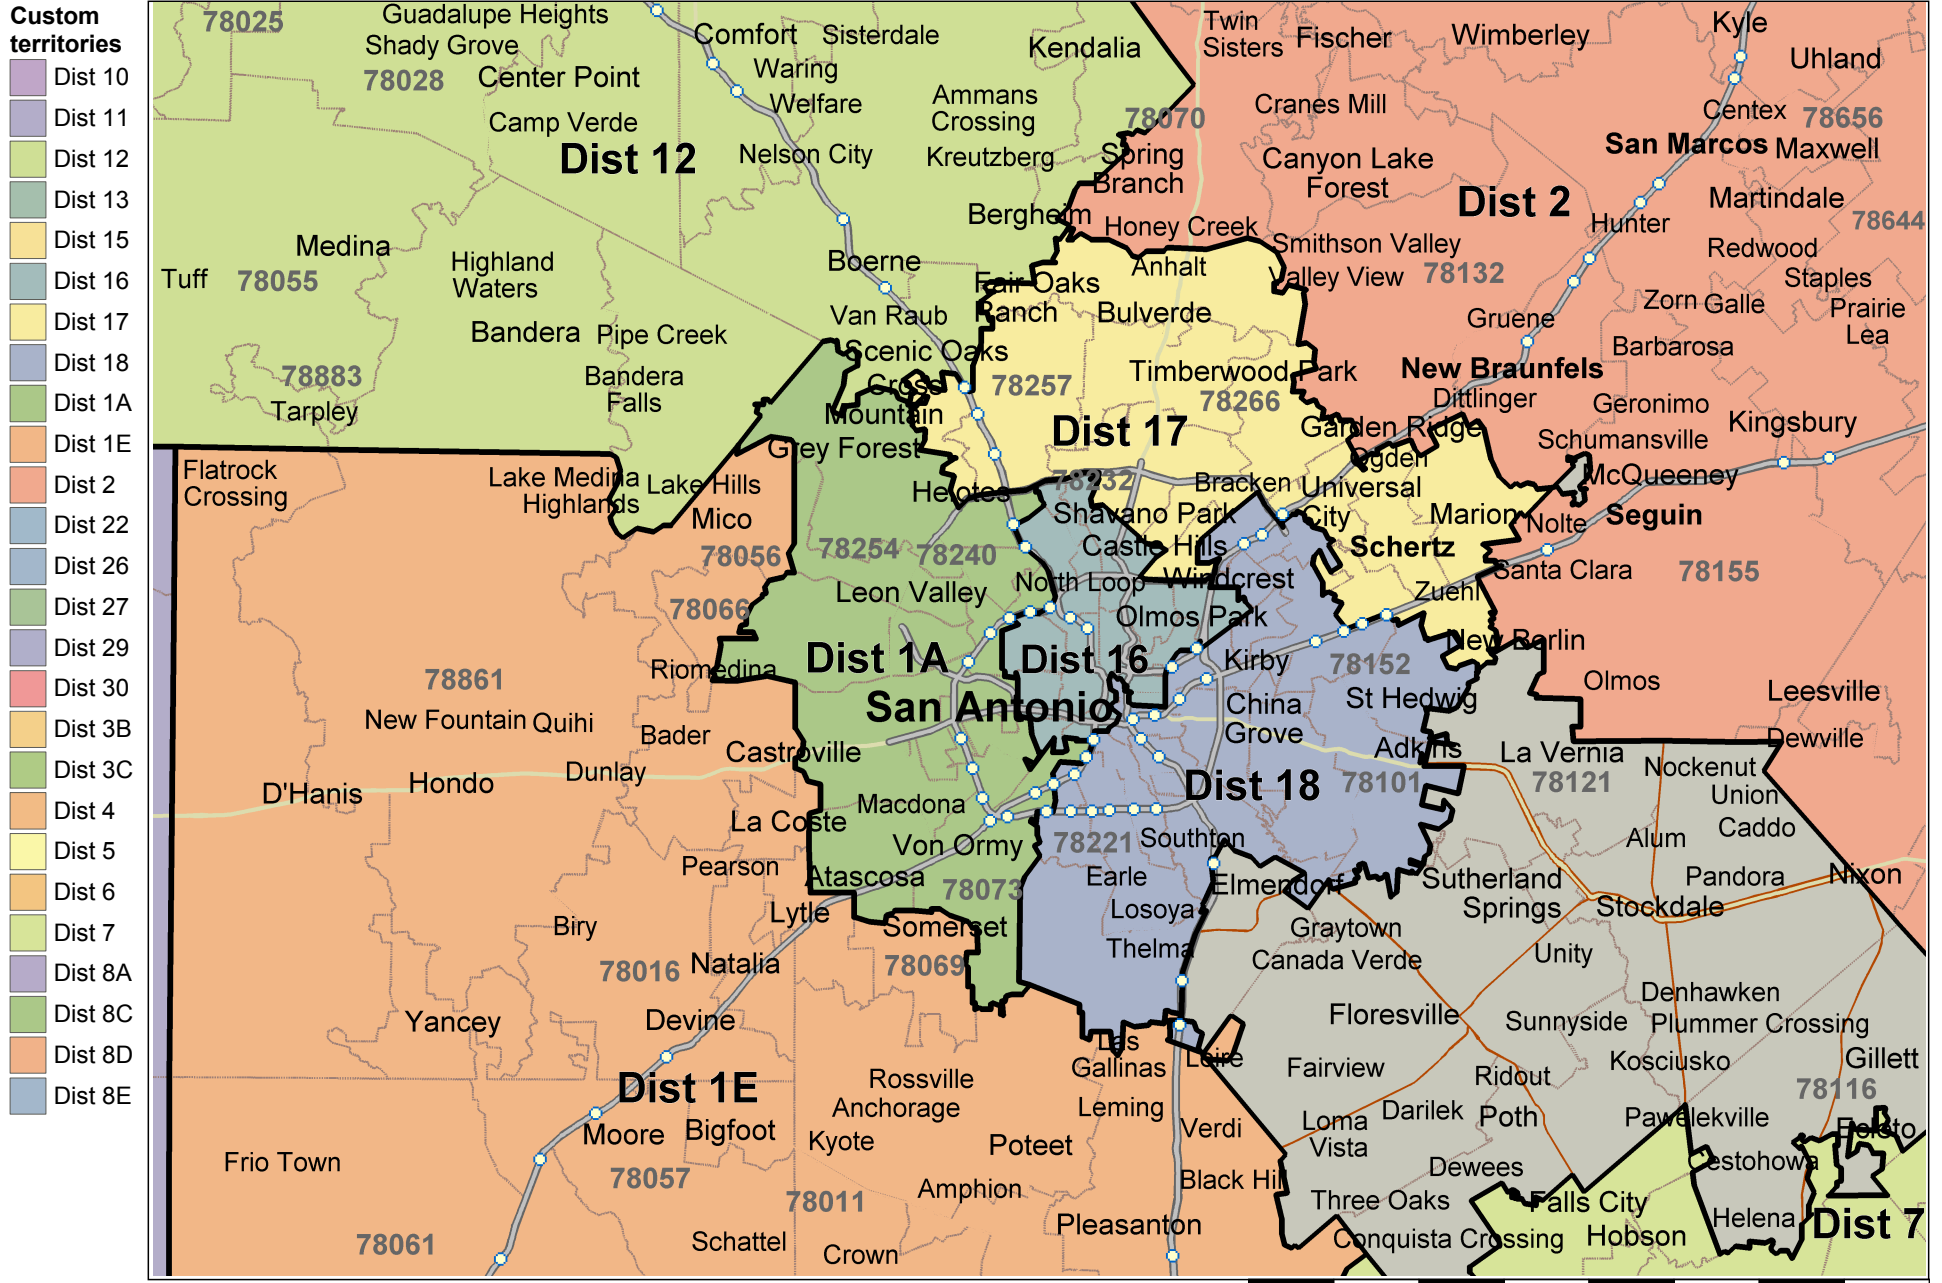 Custom
territories
Dist 10
Dist 11
Dist 12
Dist 13
Dist 15
Dist 16
Dist 17
Dist 18
Dist 1A
Dist 1E
Dist 2
Dist 22
Dist 26
Dist 27
Dist 29
Dist 30
Dist 3B
Dist 3C
Dist 4
Dist 5
Dist 6
Dist 7
Dist 8A
Dist 8C
Dist 8D
Dist 8E
78025
Guadalupe Heights
Shady Grove
78028
Center Point
Camp Verde
Dist 12
Comfort
Sisterdale
Waring
Welfare
Nelson City
Kendalia
Ammans
Crossing
Kreutzberg
Bergheim
Medina
Tuff
78055
Highland
Waters
Bandera
Pipe Creek
Bandera
Falls
78883
Tarpley
Boerne
Van Raub
Scenic Oaks
Cross
Mountain
Grey Forest
Helotes
Twin
Sisters
Fischer
Wimberley
Kyle
Uhland
Cranes Mill
Centex
78656
78070
San Marcos
Maxwell
Spring
Branch
Canyon Lake
Forest
Dist 2
Martindale
78644
Hunter
Honey Creek
Smithson Valley
Valley View
78132
Redwood
Staples
Zorn
Galle
Prairie
Lea
Gruene
Barbarosa
New Braunfels
Dittlinger
Geronimo
Kingsbury
Schumansville
McQueeney
Nolte
Seguin
Santa Clara
78155
Olmos
Leesville
Dewville
Anhalt
Fair Oaks
Ranch
Bulverde
78257
Timberwood Park
78266
Dist 17
Garden Ridge
Ogden
78232
Bracken
Universal
City
Marion
Schertz
Zuehl
New Berlin
Shavano Park
Castle Hills
Windcrest
North Loop
Olmos Park
Dist 16
San Antonio
Flatrock
Crossing
Lake Medina
Highlands
Lake Hills
Mico
78056
78254
78240
Leon Valley
78066
Riomedina
Dist 1A
78861
New Fountain
Quihi
Bader
Castroville
D'Hanis
Hondo
Dunlay
Macdona
La Coste
Von Ormy
Pearson
Atascosa
78073
Lytle
Somerset
78069
Biry
78016
Natalia
Yancey
Devine
Dist 1E
Moore
Bigfoot
78057
Frio Town
78061
78011
Schattel
Crown
Rossville
Anchorage
Kyote
Poteet
Amphion
Pleasanton
Las
Gallinas
Leming
Verdi
Black Hill
Loire
Kirby
78152
China
Grove
St Hedwig
Adkins
Dist 18
78101
78221
Southton
Earle
Losoya
Thelma
Elmendorf
La Vernia
78121
Nockenut
Union
Caddo
Alum
Pandora
Nixon
Sutherland
Springs
Stockdale
Graytown
Canada Verde
Unity
Denhawken
Floresville
Sunnyside
Plummer Crossing
Fairview
Kosciusko
Gillett
Ridout
78116
Loma
Vista
Darilek
Poth
Pawelekville
Ecleto
Dewees
Cestohowa
Three Oaks
Falls City
Helena
Dist 7
Conquista Crossing
Hobson